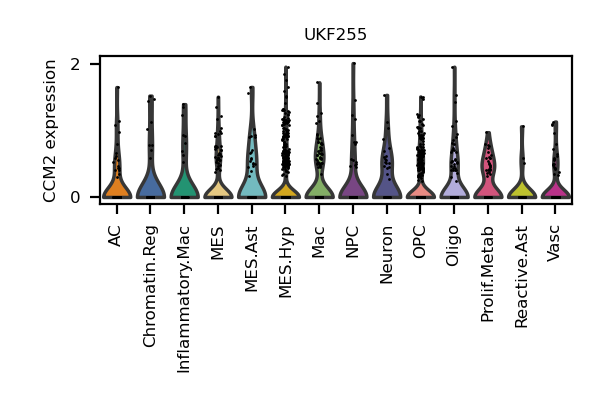 UKF255
CCM2 expression
2
0
AC
Chromatin.Reg
Inflammatory.Mac
MES
MES.Ast
MES.Hyp
Mac
NPC
Neuron
OPC
Oligo
Prolif.Metab
Reactive.Ast
Vasc